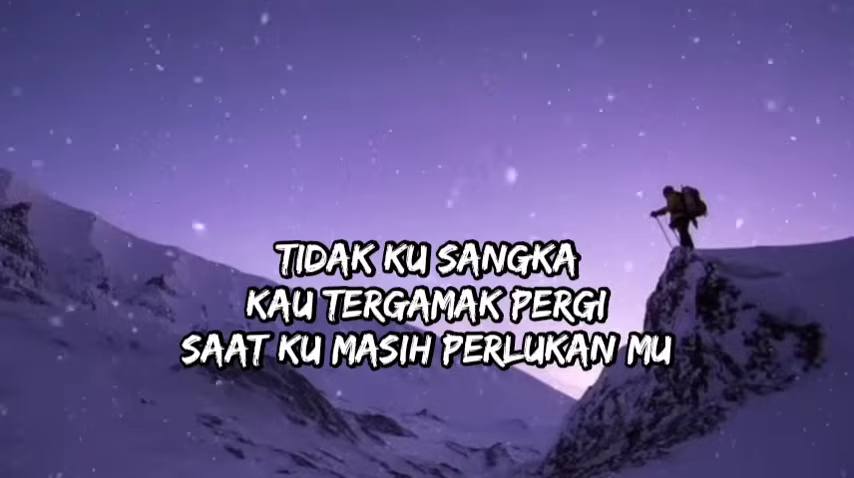 TIDAK KU SANGKA
KAU TERGAMAK PERGI
SAAT KU MASIH PERLUKAN MU